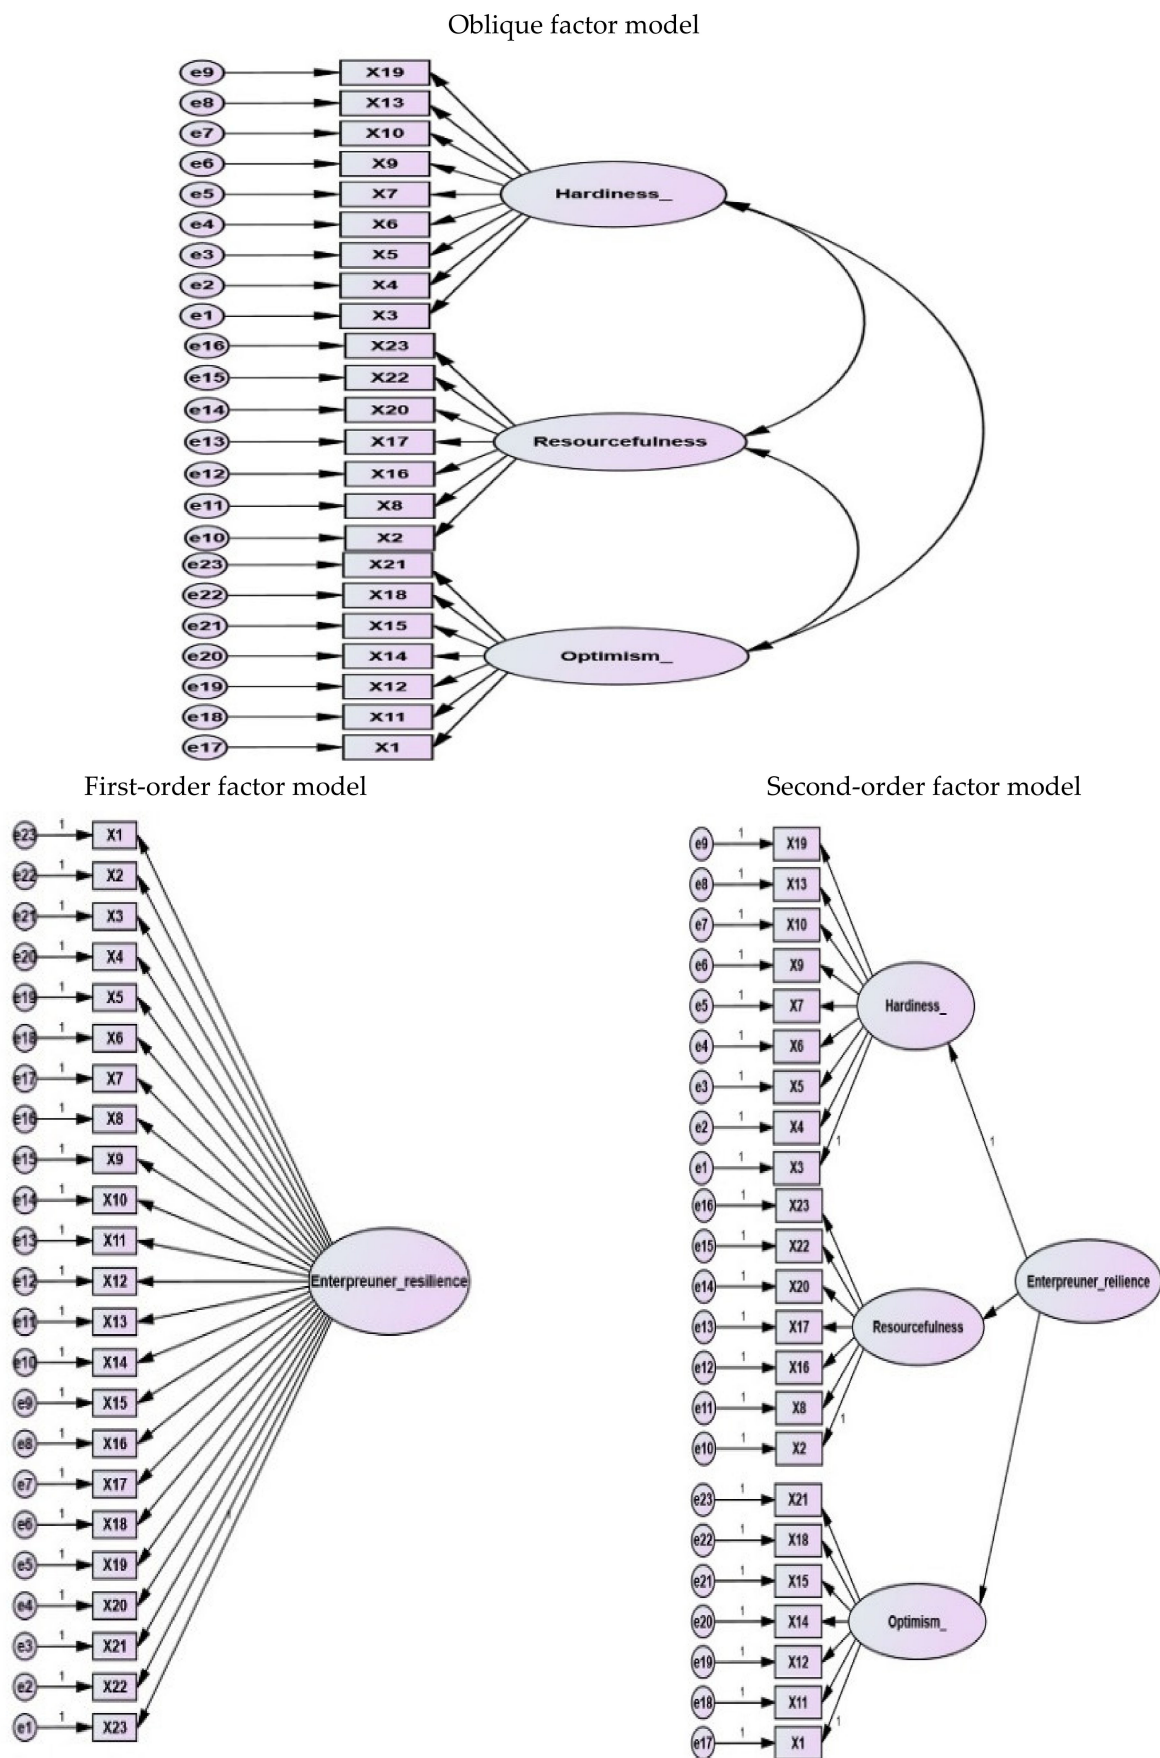 Oblique factor model
e9 X19
e8 X13
e7 X10
e6 X9
e5 X7
e4 X6
e3 X5
e2 X4
e1 X3
Hardiness_
e16 X23
e15 X22
e14 X20
e13 X17
e12 X16
e11 X8
e10 X2
Resourcefulness
e23 X21
e22 X18
e21 X15
e20 X14
e19 X12
e18 X11
e17 X1
Optimism_
First-order factor model
e23 1 X1
e22 1 X2
e21 1 X3
e20 1 X4
e19 1 X5
e18 1 X6
e17 1 X7
e16 1 X8
e15 1 X9
e14 1 X10
e13 1 X11
e12 1 X12
e11 1 X13
e10 1 X14
e9 1 X15
e8 1 X16
e7 1 X17
e6 1 X18
e5 1 X19
e4 1 X20
e3 1 X21
e2 1 X22
e1 1 X23
1
Enterpreuner_resilience
Second-order factor model
e9 1 X19
e8 1 X13
e7 1 X10
e6 1 X9
e5 1 X7
e4 1 X6
e3 1 X5
e2 1 X4
e1 1 X3
1
Hardiness_
1
e16 1 X23
e15 1 X22
e14 1 X20
e13 1 X17
e12 1 X16
e11 1 X8
e10 1 X2
1
Resourcefulness
Enterpreuner_reilience
e23 1 X21
e22 1 X18
e21 1 X15
e20 1 X14
e19 1 X12
e18 1 X11
e17 1 X1
1
Optimism_